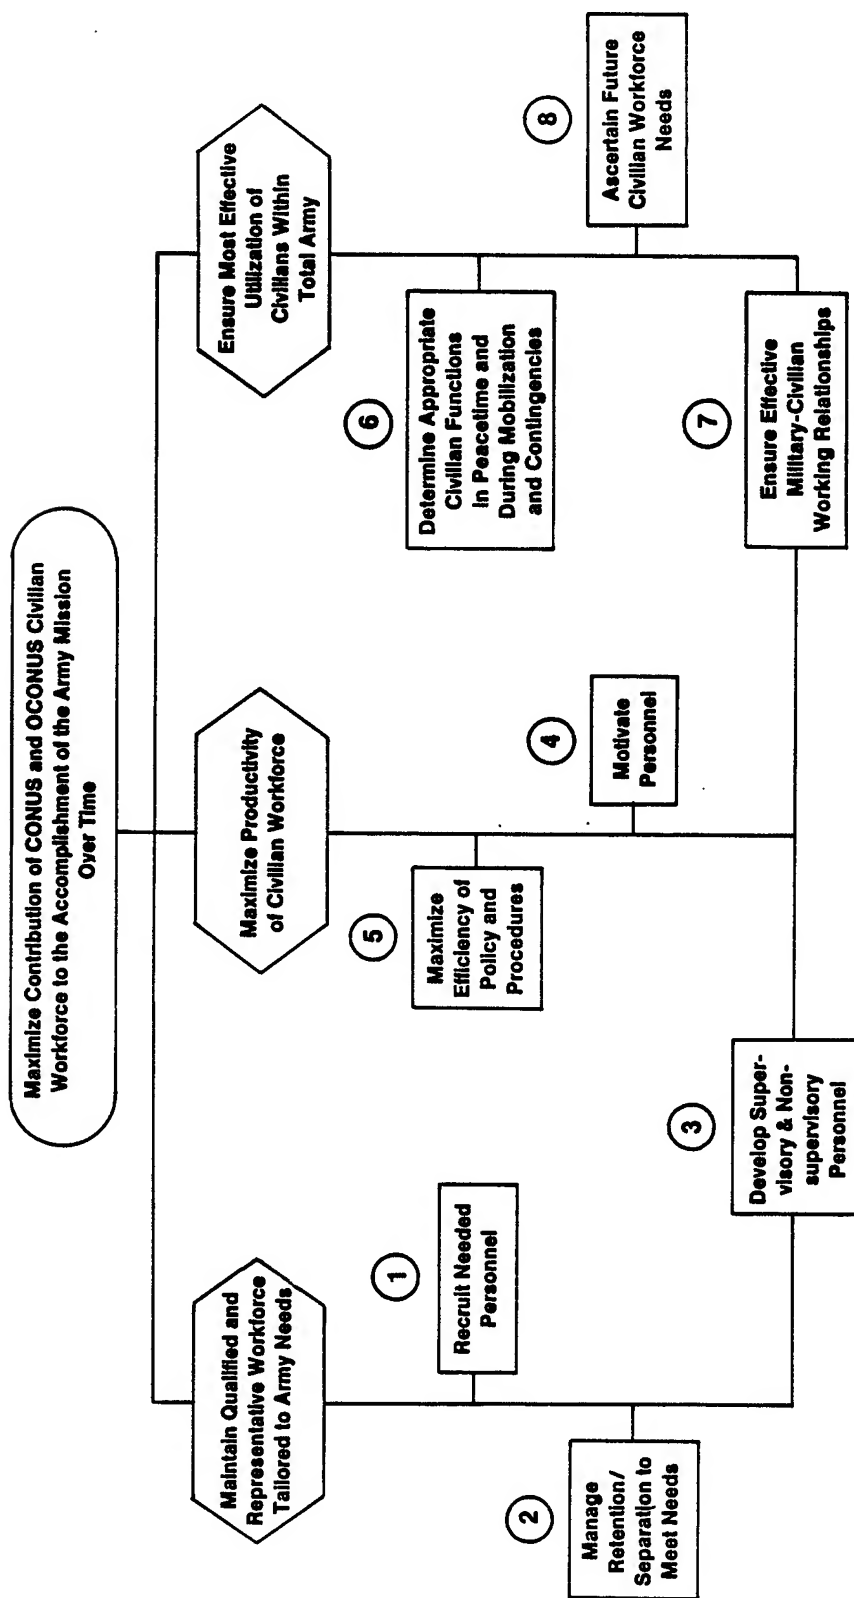 Maximize Contribution of CONUS and OCONUS Civilian
Workforce to the Accomplishment of the Army Mission
Over Time
Maintain Qualified and
Representative Workforce
Tailored to Army Needs
Maximize Productivity
of Civilian Workforce
Ensure Most Effective
Utilization of
Civilians Within
Total Army
1
Recruit Needed
Personnel
2
Manage
Retention/
Separation to
Meet Needs
3
Develop Super-
visory & Non-
supervisory
Personnel
4
Motivate
Personnel
5
Maximize
Efficiency of
Policy and
Procedures
6
Determine Appropriate
Civilian Functions
in Peacetime and
During Mobilization
and Contingencies
7
Ensure Effective
Military-Civilian
Working Relationships
8
Ascertain Future
Civilian Workforce
Needs